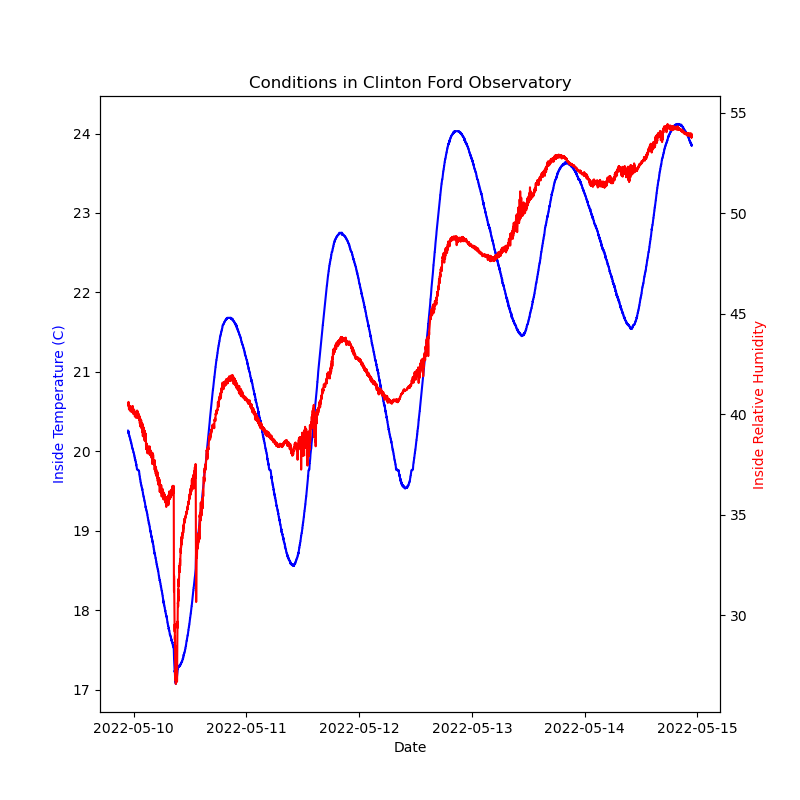 Conditions in Clinton Ford Observatory
24
23
22
21
20
19
18
17
Inside Temperature (C)
55
50
45
40
35
30
Inside Relative Humidity
2022-05-10 2022-05-11 2022-05-12 2022-05-13 2022-05-14 2022-05-15
Date